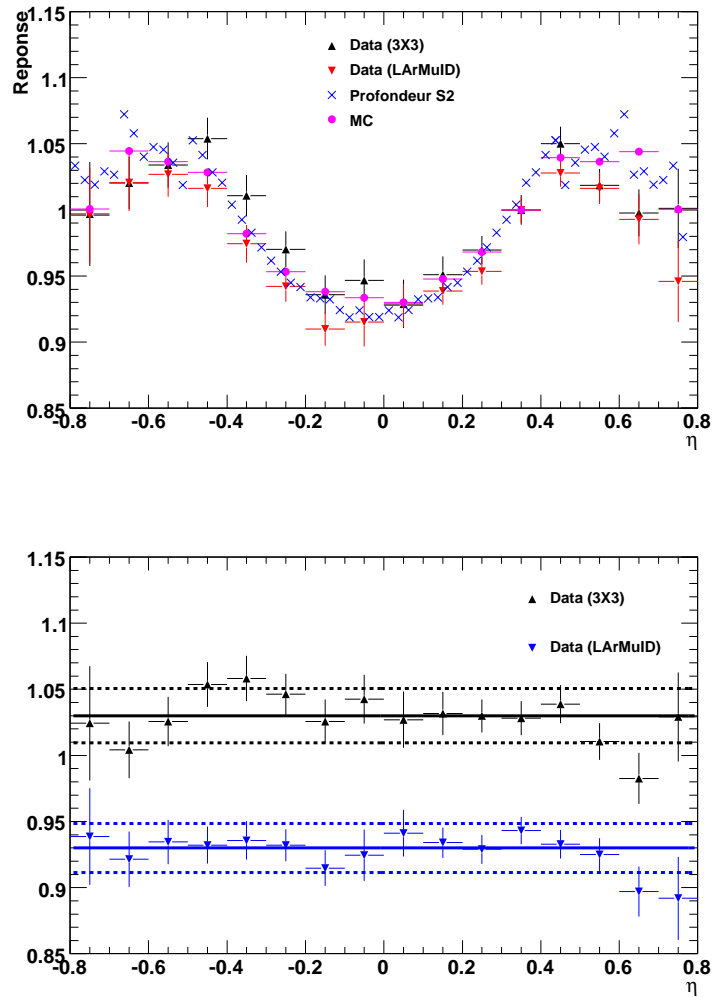 Reponse
1.15
1.1
1.05
1
0.95
0.9
0.85
Data (3X3)
Data (LArMuID)
Profondeur S2
MC
-0.8 -0.6 -0.4 -0.2 0 0.2 0.4 0.6 0.8
η
1.15
1.1
1.05
1
0.95
0.9
0.85
Data (3X3)
Data (LArMuID)
-0.8 -0.6 -0.4 -0.2 0 0.2 0.4 0.6 0.8
η